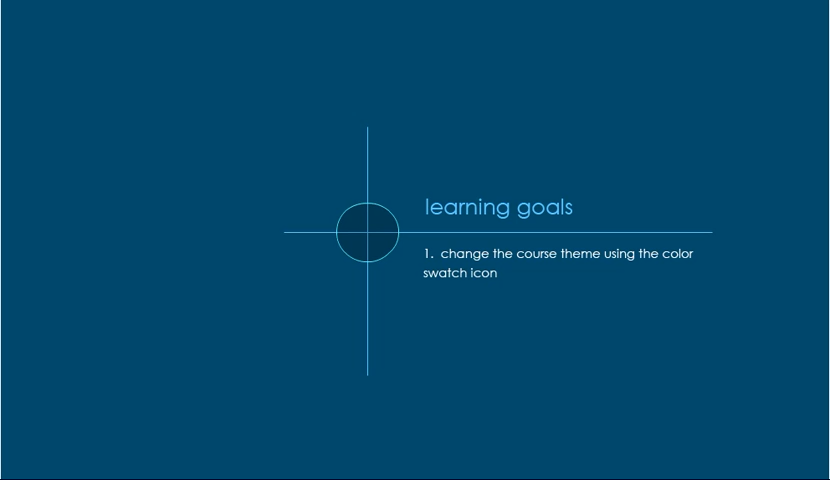 learning goals
1. change the course theme using the color
swatch icon